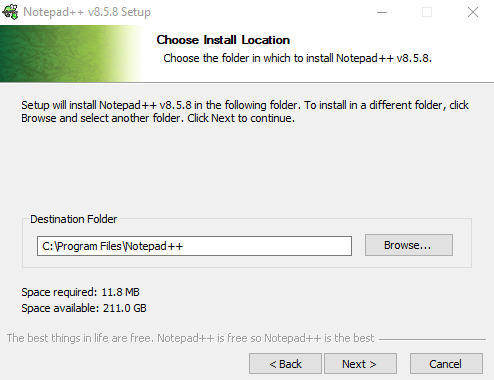 Notepad++ v8.5.8 Setup
Choose Install Location
Choose the folder in which to install Notepad++ v8.5.8.
Setup will install Notepad++ v8.5.8 in the following folder. To install in a different folder, click
Browse and select another folder. Click Next to continue.
Destination Folder
C:\Program Files\Notepad++
Browse...
Space required: 11.8 MB
Space available: 211.0 GB
The best things in life are free. Notepad++ is free so Notepad++ is the best
< Back Next > Cancel